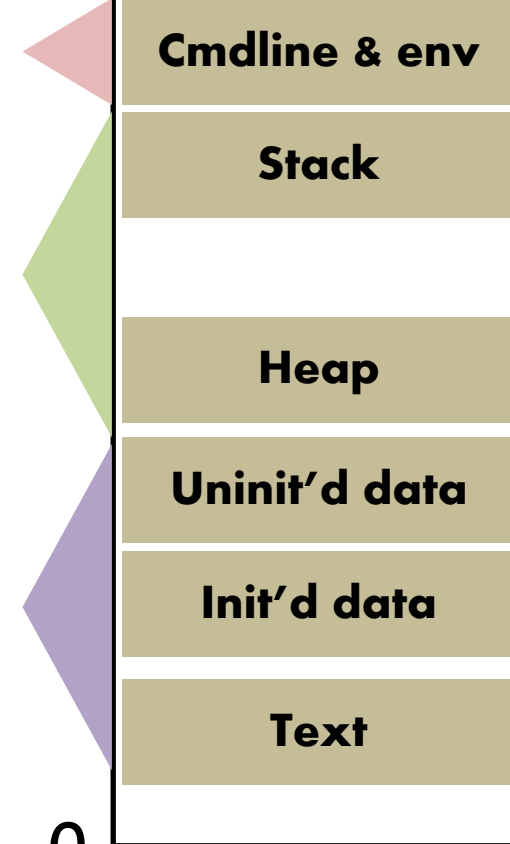 Cmdline & env
Stack
Heap
Uninit’d data
Init’d data
Text
0